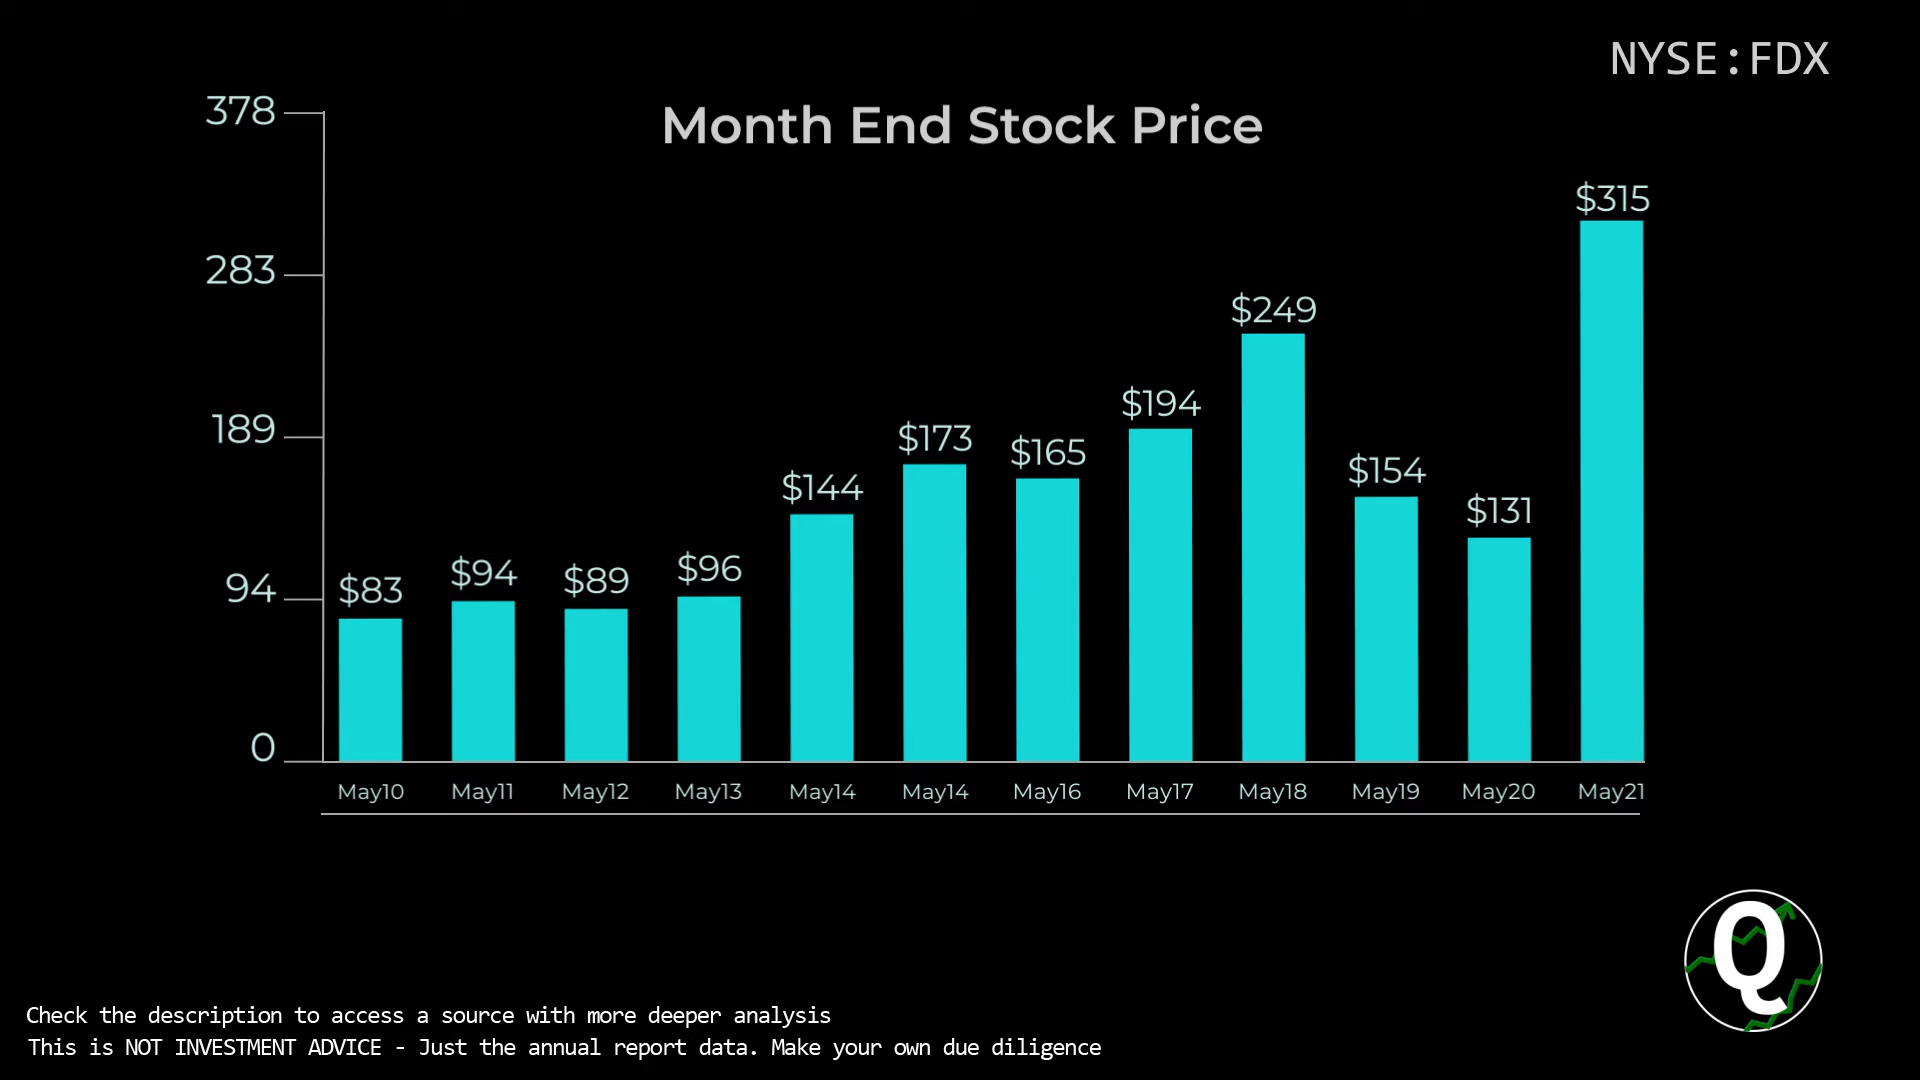 NYSE:FDX
Month End Stock Price
378
283
189
94
0
$83
$94
$89
$96
$144
$173
$165
$194
$249
$154
$131
$315
May10
May11
May12
May13
May14
May14
May16
May17
May18
May19
May20
May21
Q
Check the description to access a source with more deeper analysis
This is NOT INVESTMENT ADVICE - Just the annual report data. Make your own due diligence